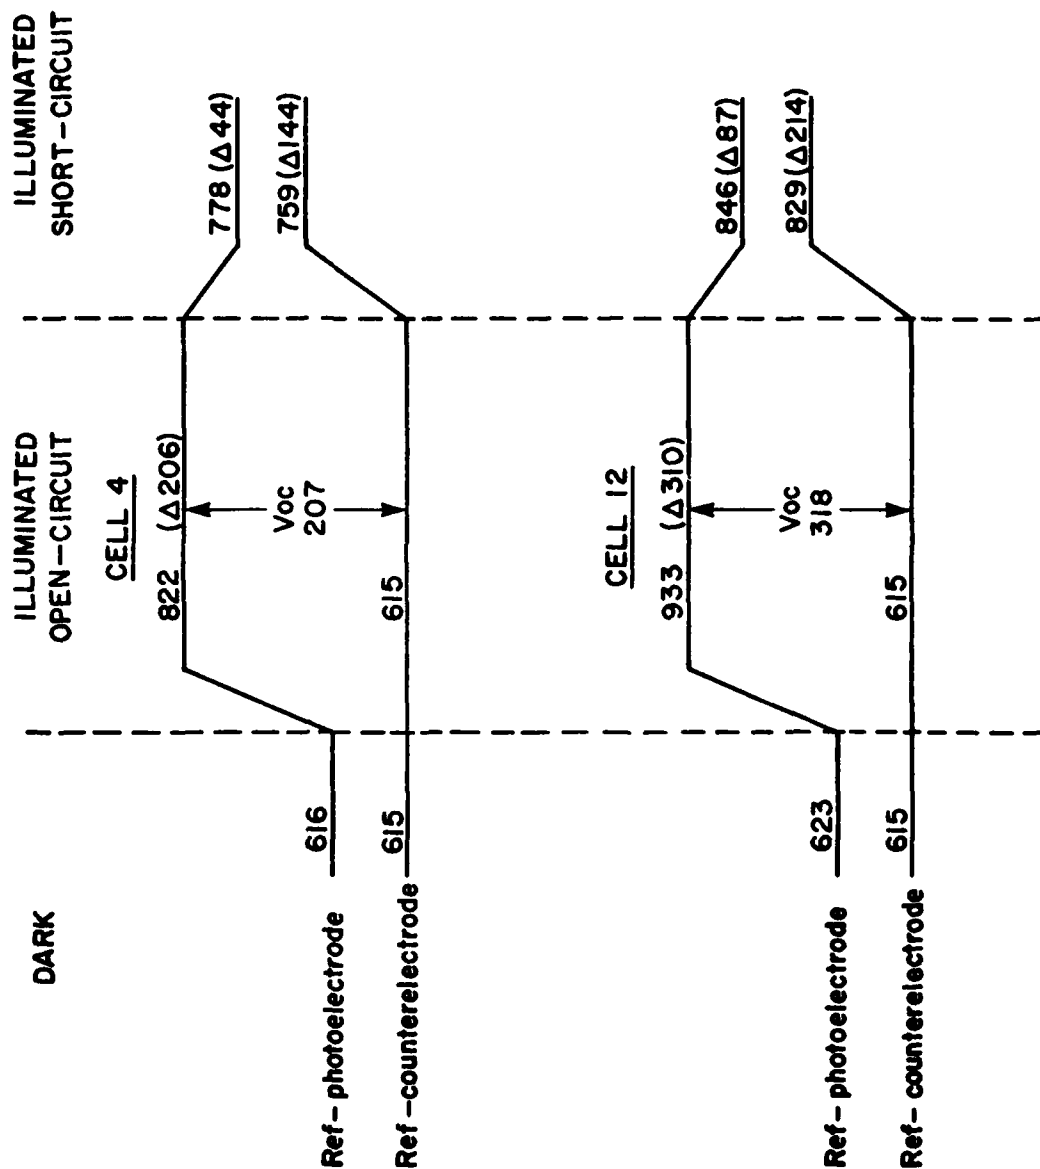 DARK
ILLUMINATED
OPEN-CIRCUIT
ILLUMINATED
SHORT-CIRCUIT
CELL 4
Ref-photoelectrode
616
822 (Δ206)
778 (Δ44)
Voc
207
759 (Δ144)
Ref-counterelectrode
615
615
CELL 12
Ref-photoelectrode
623
933 (Δ310)
846 (Δ87)
Voc
318
829 (Δ214)
Ref-counterelectrode
615
615